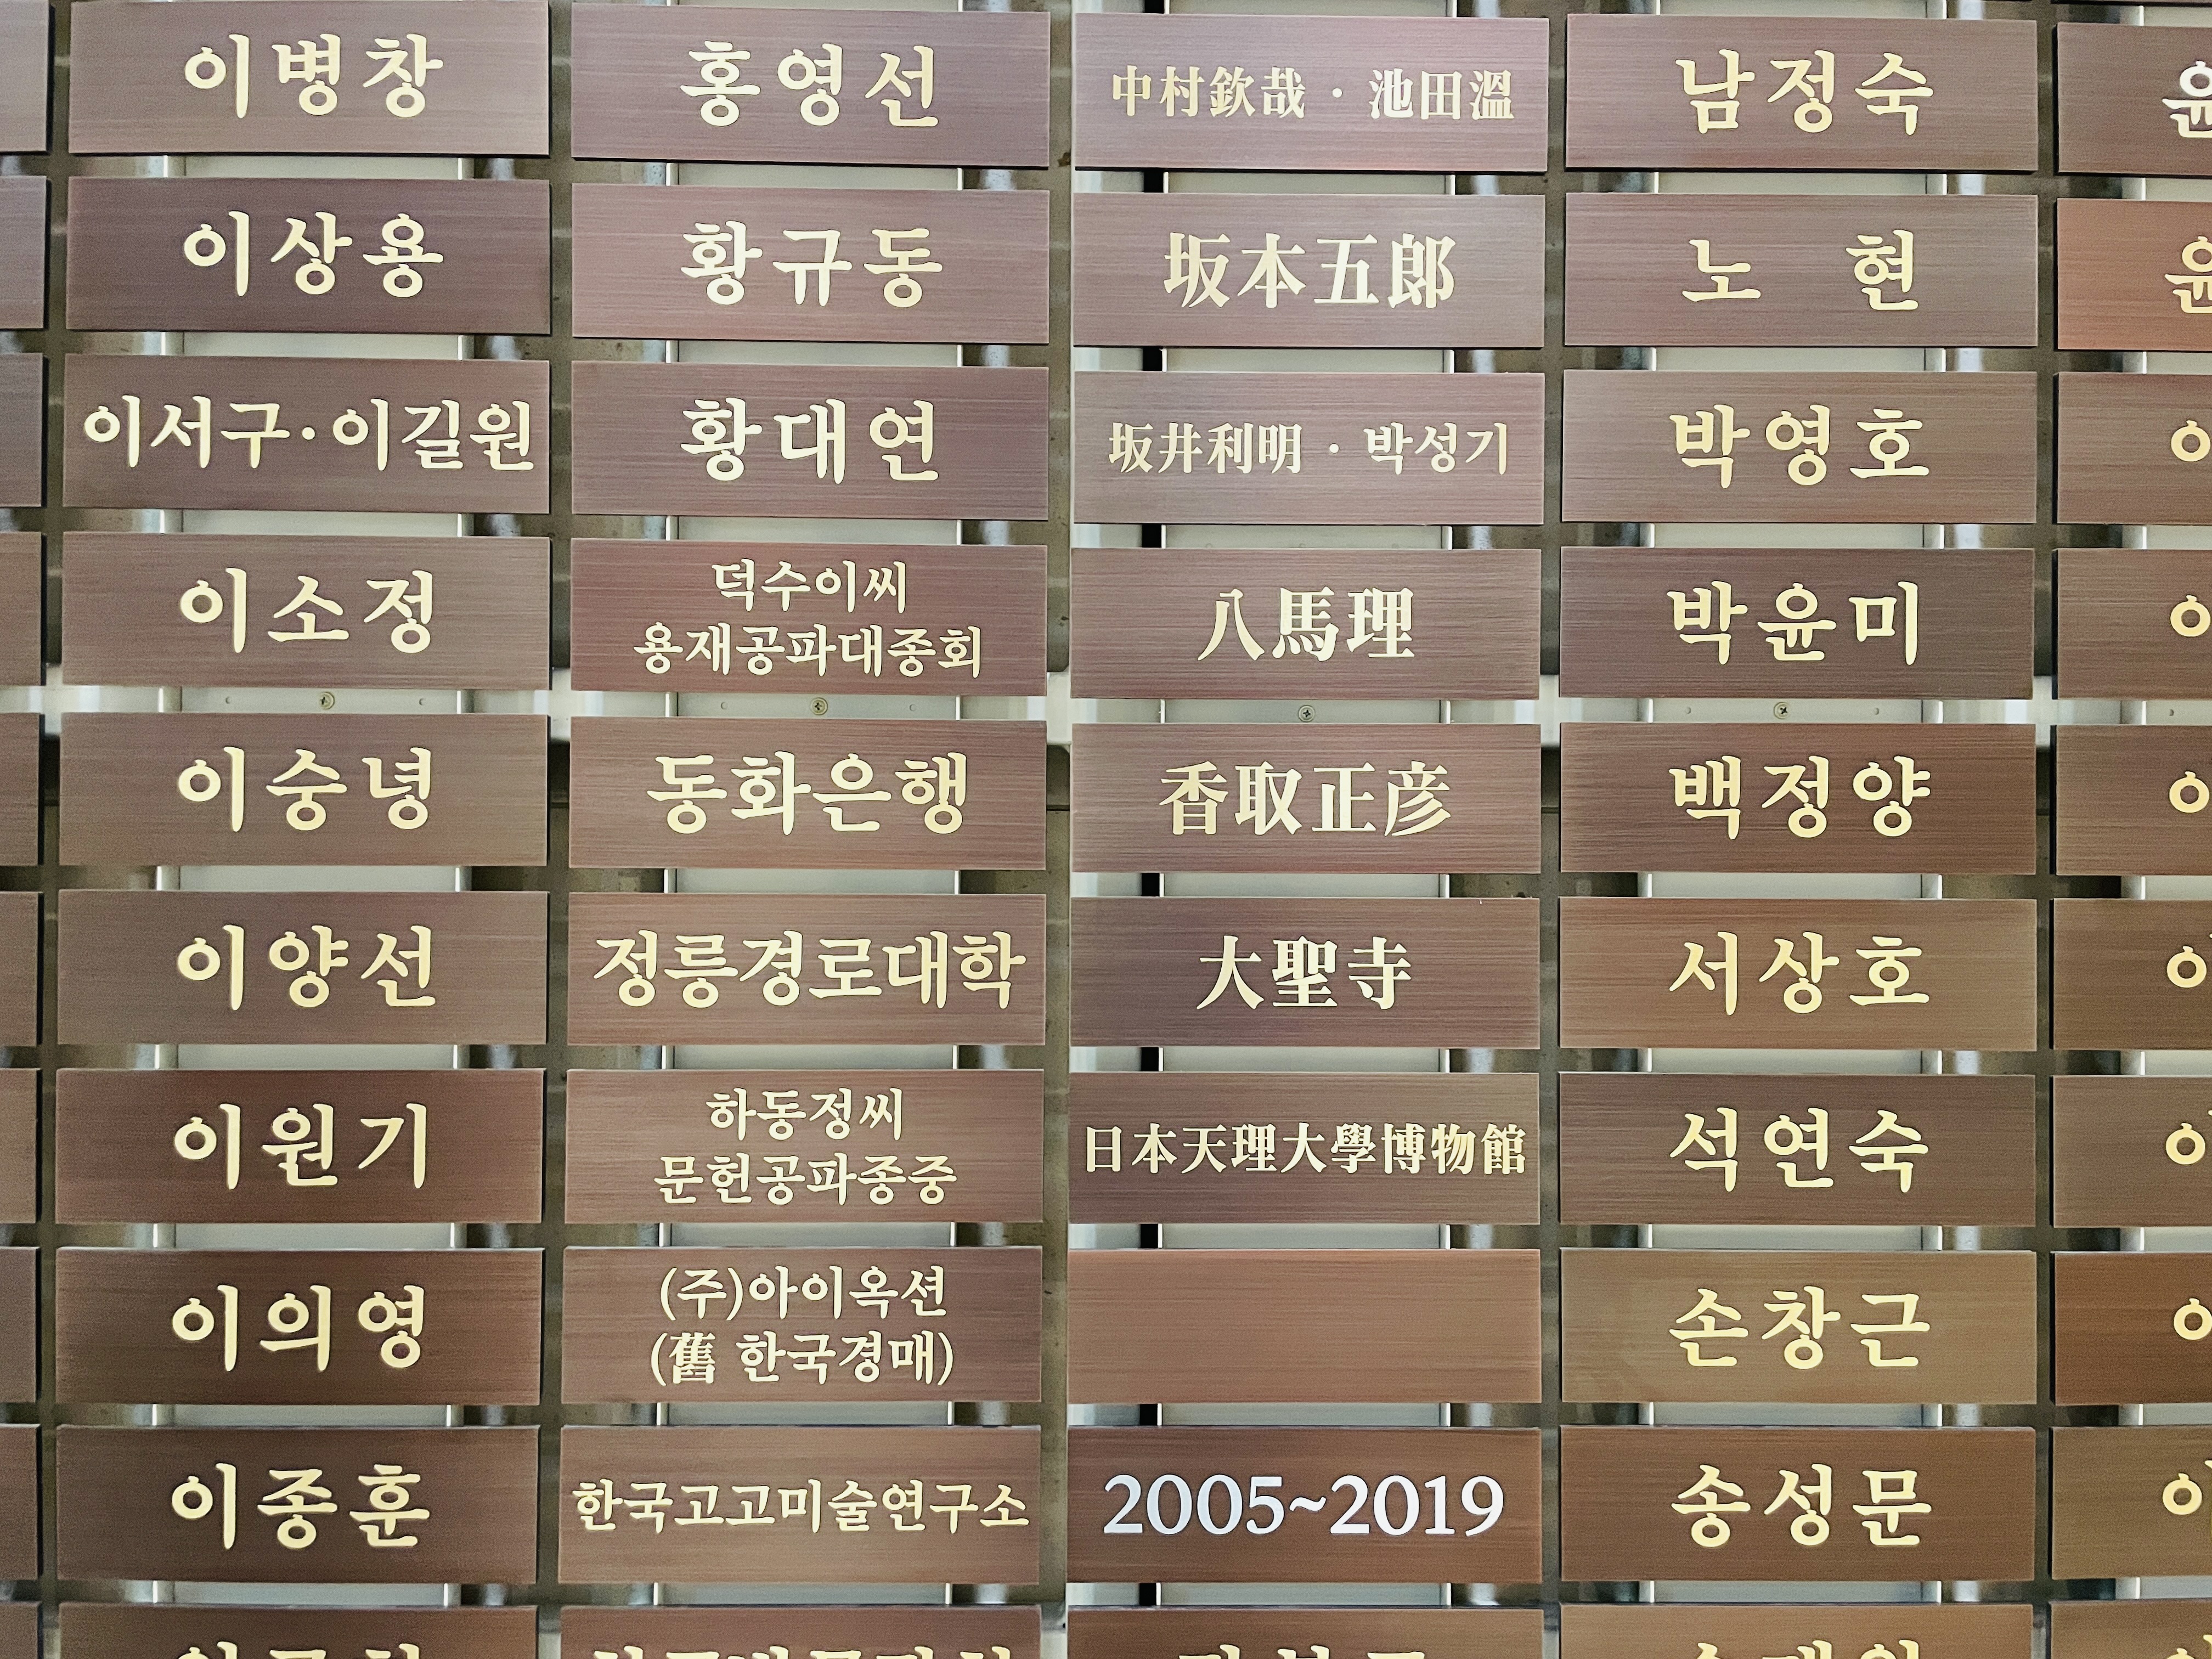 이병창
이상용
이서구·이길원
이소정
이숭녕
이양선
이원기
이의영
이종훈
홍영선
황규동
황대연
덕수이씨
용재공파대종회
동화은행
정릉경로대학
하동정씨
문헌공파종중
(주)아이옥션
(舊 한국경매)
한국고고미술연구소
中村欽哉 · 池田溫
坂本五郞
坂井利明 · 박성기
八馬理
香取正彦
大聖寺
日本天理大學博物館
2005~2019
남정숙
노 현
박영호
박윤미
백정양
서상호
석연숙
손창근
송성문